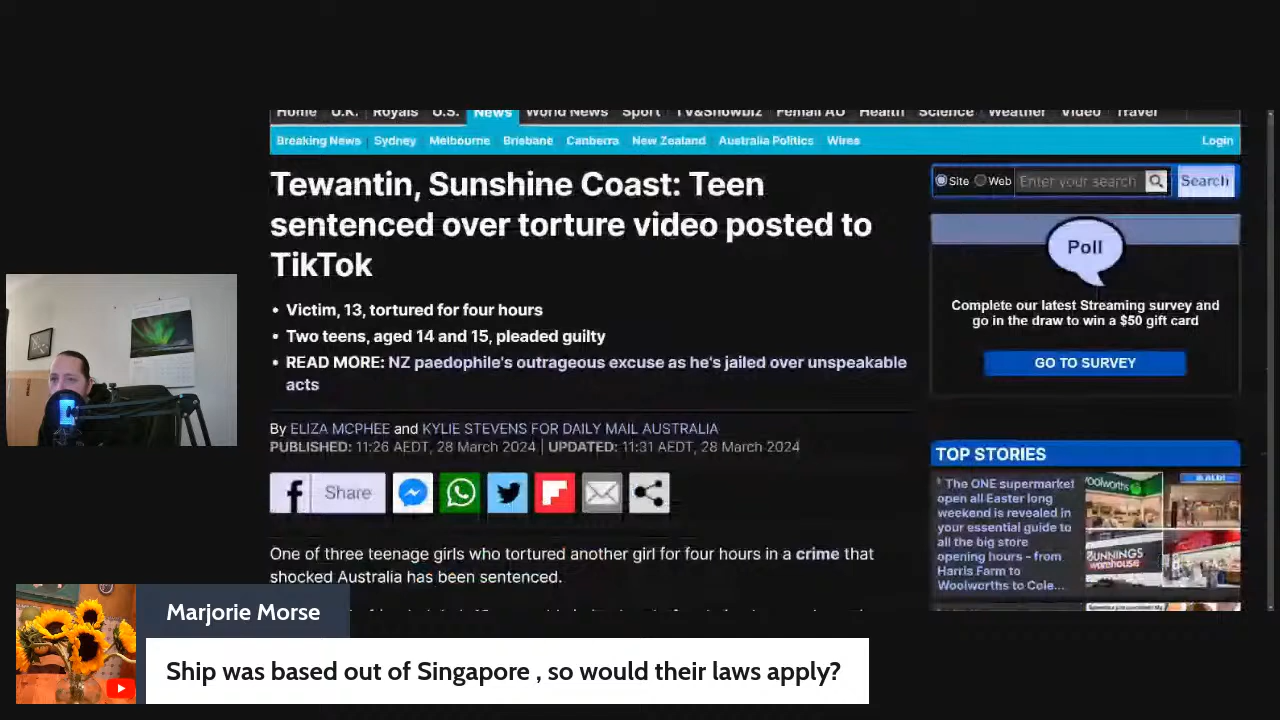 Home U.K. Royals U.S. News World News Sport TV&Showbiz Femail AU Health Science Weather Video Travel
Breaking News Sydney Melbourne Brisbane Canberra New Zealand Australia Politics Wires Login
Tewantin, Sunshine Coast: Teen
sentenced over torture video posted to
TikTok
• Victim, 13, tortured for four hours
• Two teens, aged 14 and 15, pleaded guilty
• READ MORE: NZ paedophile's outrageous excuse as he's jailed over unspeakable
acts
By ELIZA MCPHEE and KYLIE STEVENS FOR DAILY MAIL AUSTRALIA
PUBLISHED: 11:26 AEDT, 28 March 2024 | UPDATED: 11:31 AEDT, 28 March 2024
f Share
One of three teenage girls who tortured another girl for four hours in a crime that
shocked Australia has been sentenced.
Site Web Enter your search Search
Poll
Complete our latest Streaming survey and
go in the draw to win a $50 gift card
GO TO SURVEY
TOP STORIES
The ONE supermarket
open all Easter long
weekend is revealed in
your essential guide to
all the big store
opening hours - from
Harris Farm to
Woolworths to Cole...
woolworths
ALDI
BUNNINGS
warehouse
Marjorie Morse
Ship was based out of Singapore , so would their laws apply?